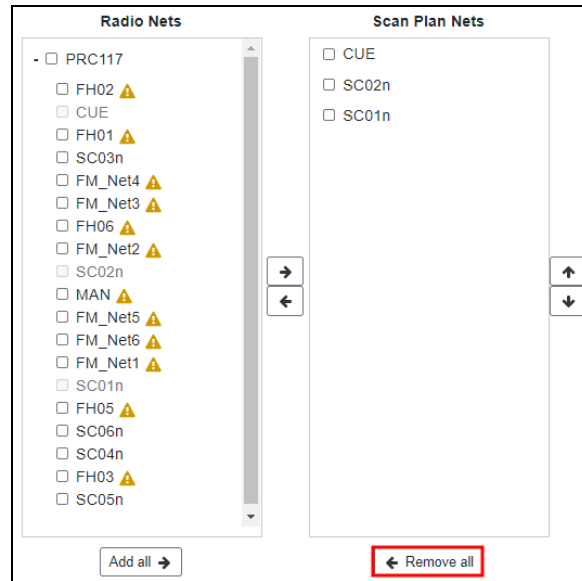 Radio Nets
Scan Plan Nets
- PRC117
FH02
CUE
FH01
SC03n
FM_Net4
FM_Net3
FH06
FM_Net2
SC02n
MAN
FM_Net5
FM_Net6
FM_Net1
SC01n
FH05
SC06n
SC04n
FH03
SC05n
CUE
SC02n
SC01n
Add all
Remove all